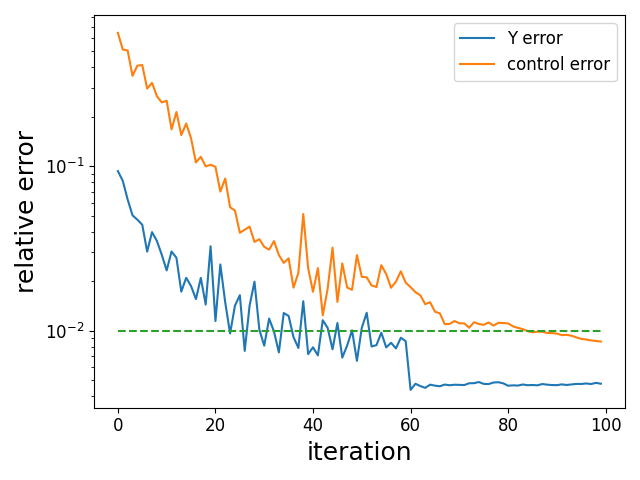 Y error
control error
relative error
10⁻¹
10⁻²
0
20
40
60
80
100
iteration